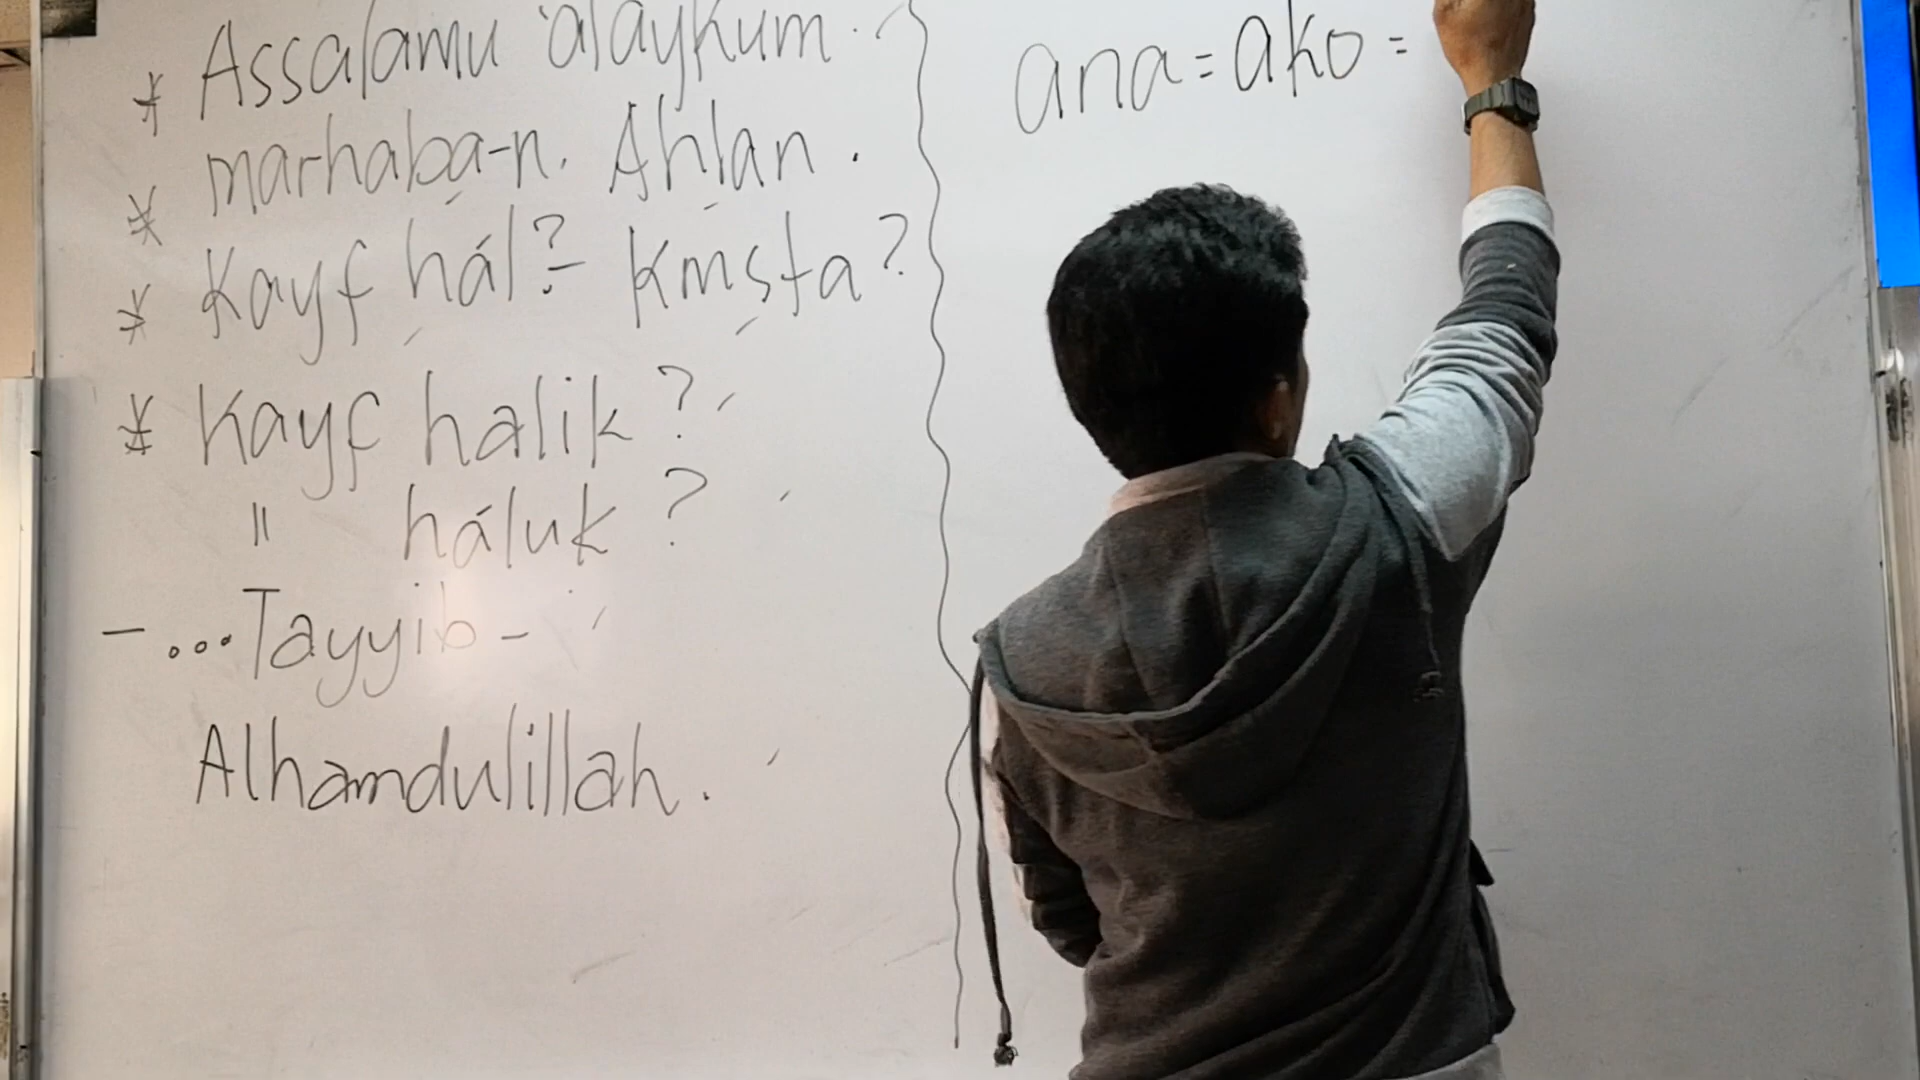 * Assalamu 'alaykum.
marhaba-n. Ahlan.
* Kayf hál? - Kmsta?
* Kayf halik?
" háluk?
- ... Tayyib -
Alhamdulillah.
ana = ako =